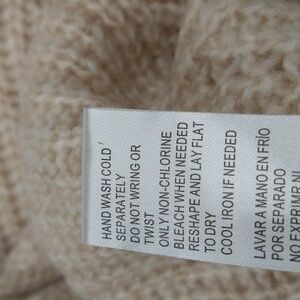 HAND WASH COLD
SEPARATELY
DO NOT WRING OR
TWIST
ONLY NON-CHLORINE
BLEACH WHEN NEEDED
RESHAPE AND LAY FLAT
TO DRY
COOL IRON IF NEEDED
LAVAR A MANO EN FRÍO
POR SEPARADO
NO EXPRIMIR NI